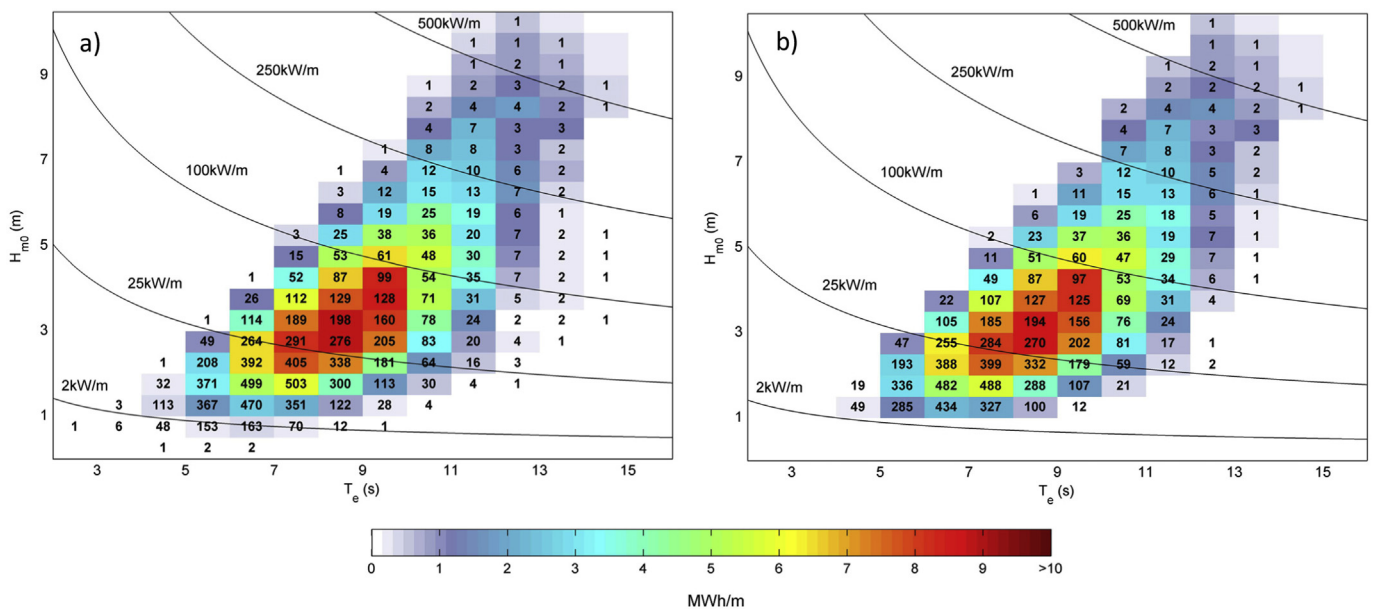 a)
500kW/m 1
1 1 1
250kW/m 1 2 1
9
1 2 3 2 1
2 4 4 2 1
4 7 3 3
1 8 8 3 2
7
100kW/m 1 4 12 10 6 2
3 12 15 13 7 2
8 19 25 19 6 1
3 25 38 36 20 7 2 1
5
15 53 61 48 30 7 2 1
25kW/m 1 52 87 99 54 35 7 2 1
26 112 129 128 71 31 5 2
1 114 189 198 160 78 24 2 2 1
3
49 264 291 276 205 83 20 4 1
1 208 392 405 338 181 64 16 3
2kW/m 32 371 499 503 300 113 30 4 1
3 113 367 470 351 122 28 4
1
1 6 48 153 163 70 12 1
1 2 2
Hm0 (m)
3 5 7 9 11 13 15
Te (s)
b)
500kW/m 1
1 1
250kW/m 1 2 1
9
2 2 2 1
2 4 4 2 1
4 7 3 3
7 8 3 2
7
100kW/m 3 12 10 5 2
1 11 15 13 6 1
6 19 25 18 5 1
2 23 37 36 19 7 1
5
11 51 60 47 29 7 1
25kW/m 49 87 97 53 34 6 1
22 107 127 125 69 31 4
105 185 194 156 76 24
3
47 255 284 270 202 81 17 1
193 388 399 332 179 59 12 2
2kW/m 19 336 482 488 288 107 21
49 285 434 327 100 12
1
Hm0 (m)
3 5 7 9 11 13 15
Te (s)
0 1 2 3 4 5 6 7 8 9 >10
MWh/m